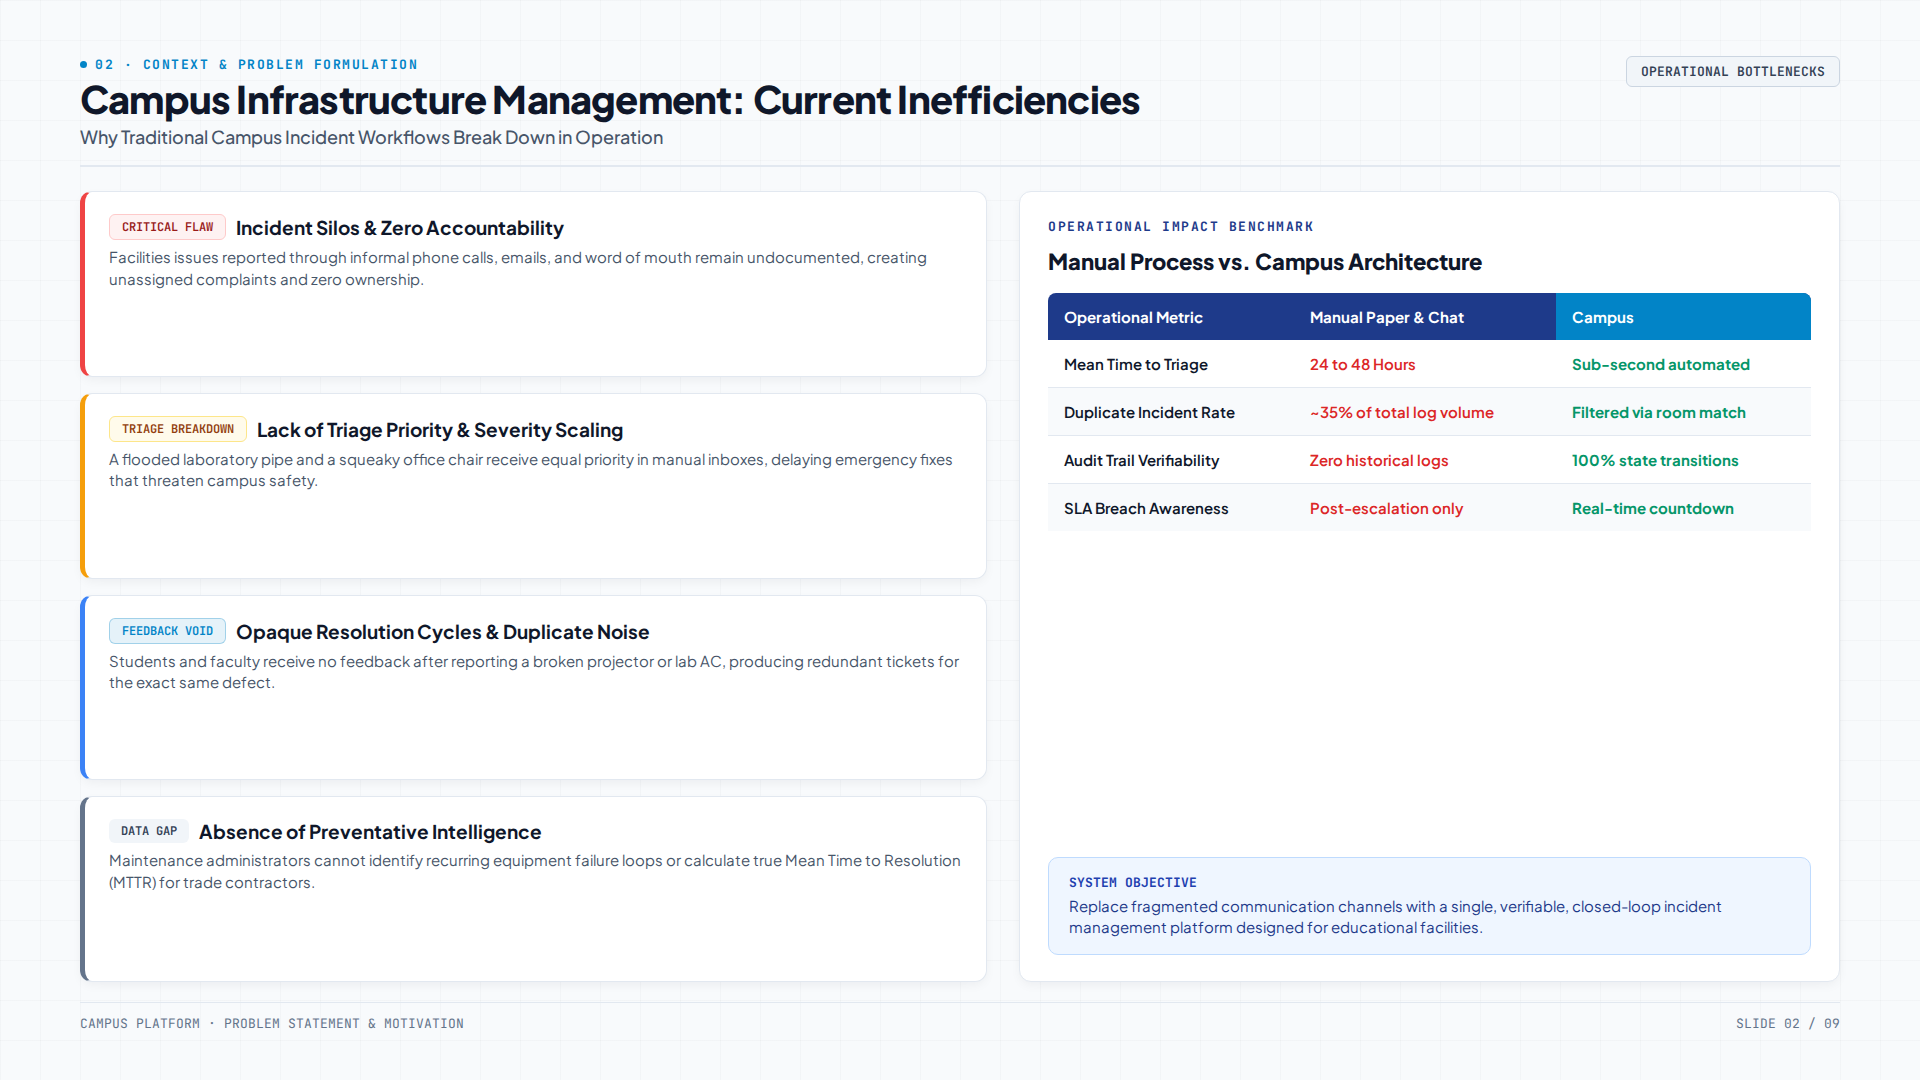 02 · CONTEXT & PROBLEM FORMULATION
Campus Infrastructure Management: Current Inefficiencies
Why Traditional Campus Incident Workflows Break Down in Operation
OPERATIONAL BOTTLENECKS
CRITICAL FLAW Incident Silos & Zero Accountability
Facilities issues reported through informal phone calls, emails, and word of mouth remain undocumented, creating
unassigned complaints and zero ownership.
TRIAGE BREAKDOWN Lack of Triage Priority & Severity Scaling
A flooded laboratory pipe and a squeaky office chair receive equal priority in manual inboxes, delaying emergency fixes
that threaten campus safety.
FEEDBACK VOID Opaque Resolution Cycles & Duplicate Noise
Students and faculty receive no feedback after reporting a broken projector or lab AC, producing redundant tickets for
the exact same defect.
DATA GAP Absence of Preventative Intelligence
Maintenance administrators cannot identify recurring equipment failure loops or calculate true Mean Time to Resolution
(MTTR) for trade contractors.
OPERATIONAL IMPACT BENCHMARK
Manual Process vs. Campus Architecture
Operational Metric Manual Paper & Chat Campus
Mean Time to Triage 24 to 48 Hours Sub-second automated
Duplicate Incident Rate ~35% of total log volume Filtered via room match
Audit Trail Verifiability Zero historical logs 100% state transitions
SLA Breach Awareness Post-escalation only Real-time countdown
SYSTEM OBJECTIVE
Replace fragmented communication channels with a single, verifiable, closed-loop incident
management platform designed for educational facilities.
CAMPUS PLATFORM · PROBLEM STATEMENT & MOTIVATION
SLIDE 02 / 09